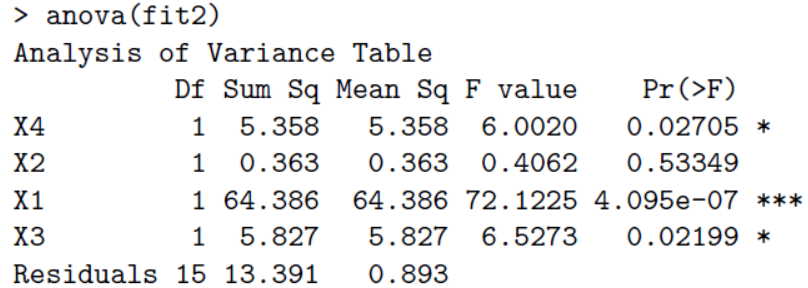 > anova(fit2)
Analysis of Variance Table
Df Sum Sq Mean Sq F value Pr(>F)
X4 1 5.358 5.358 6.0020 0.02705 *
X2 1 0.363 0.363 0.4062 0.53349
X1 1 64.386 64.386 72.1225 4.095e-07 ***
X3 1 5.827 5.827 6.5273 0.02199 *
Residuals 15 13.391 0.893